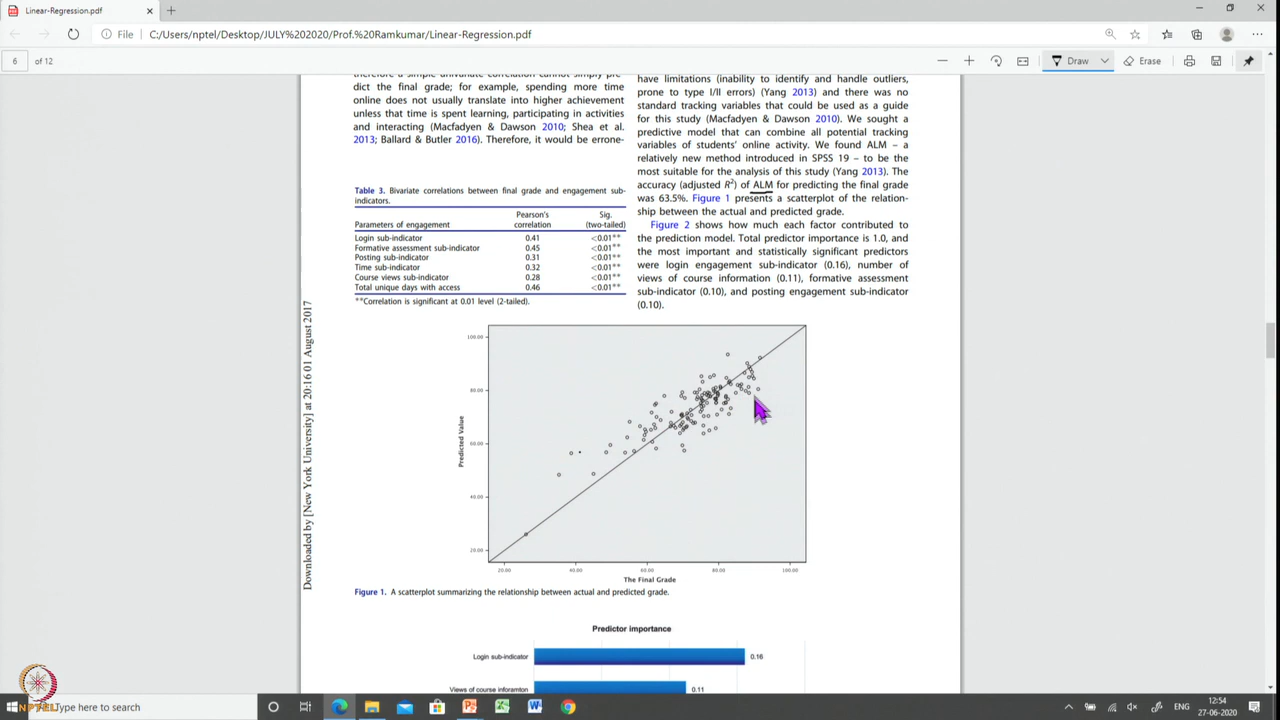 Linear-Regression.pdf
File
C:/Users/nptel/Desktop/JULY%202020/Prof.%20Ramkumar/Linear-Regression.pdf
6
of 12
Draw
Erase
therefore a simple univariate correlation cannot simply pre-
dict the final grade; for example, spending more time
online does not usually translate into higher achievement
unless that time is spent learning, participating in activities
and interacting (Macfadyen & Dawson 2010; Shea et al.
2013; Ballard & Butler 2016). Therefore, it would be errone-
Table 3. Bivariate correlations between final grade and engagement sub-
indicators.
Parameters of engagement
Pearson's
correlation
Sig.
(two-tailed)
Login sub-indicator 0.41 <0.01**
Formative assessment sub-indicator 0.45 <0.01**
Posting sub-indicator 0.31 <0.01**
Time sub-indicator 0.32 <0.01**
Course views sub-indicator 0.28 <0.01**
Total unique days with access 0.46 <0.01**
**Correlation is significant at 0.01 level (2-tailed).
have limitations (inability to identify and handle outliers,
prone to type I/II errors) (Yang 2013) and there was no
standard tracking variables that could be used as a guide
for this study (Macfadyen & Dawson 2010). We sought a
predictive model that can combine all potential tracking
variables of students' online activity. We found ALM – a
relatively new method introduced in SPSS 19 – to be the
most suitable for the analysis of this study (Yang 2013). The
accuracy (adjusted R²) of ALM for predicting the final grade
was 63.5%. Figure 1 presents a scatterplot of the relation-
ship between the actual and predicted grade.
Figure 2 shows how much each factor contributed to
the prediction model. Total predictor importance is 1.0, and
the most important and statistically significant predictors
were login engagement sub-indicator (0.16), number of
views of course information (0.11), formative assessment
sub-indicator (0.10), and posting engagement sub-indicator
(0.10).
Downloaded by [New York University] at 20:16 01 August 2017
Predicted Value
100.00
80.00
60.00
40.00
20.00
20.00 40.00 60.00 80.00 100.00
The Final Grade
Figure 1. A scatterplot summarizing the relationship between actual and predicted grade.
Predictor importance
Login sub-indicator 0.16
Views of course inforamton 0.11
NPTEL
Type here to search
ENG
12:54
27-06-2020